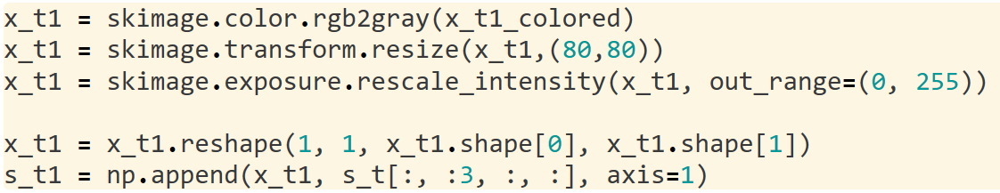 x_t1 = skimage.color.rgb2gray(x_t1_colored)
x_t1 = skimage.transform.resize(x_t1,(80,80))
x_t1 = skimage.exposure.rescale_intensity(x_t1, out_range=(0, 255))
x_t1 = x_t1.reshape(1, 1, x_t1.shape[0], x_t1.shape[1])
s_t1 = np.append(x_t1, s_t[:, :3, :, :], axis=1)